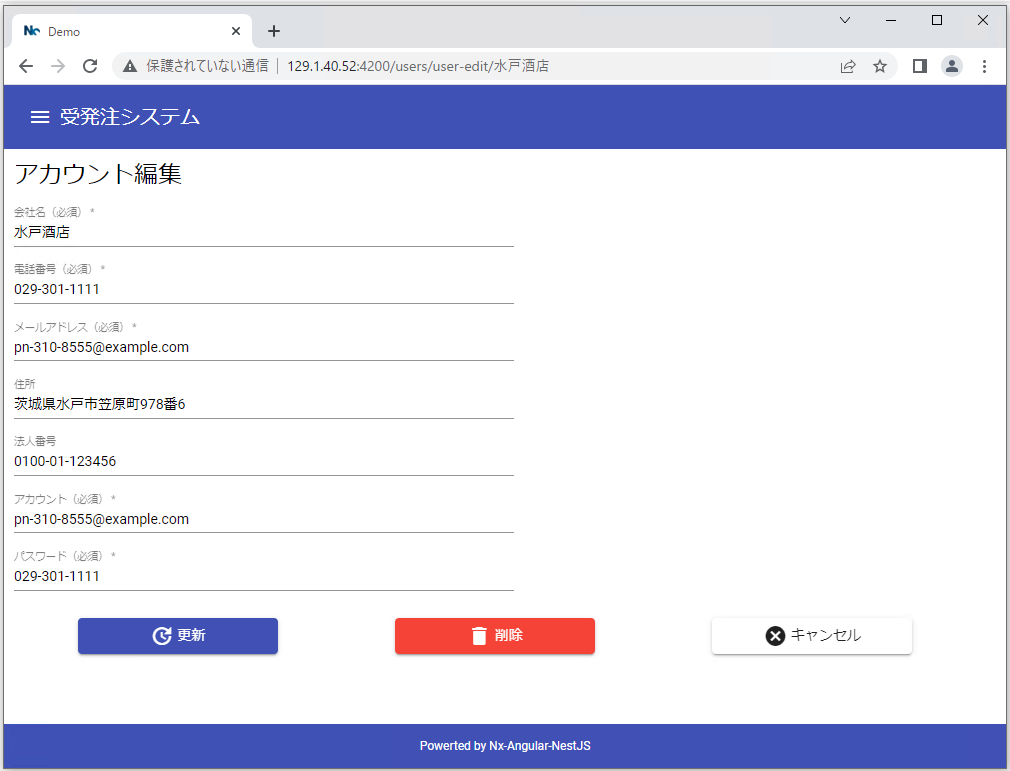 Demo
保護されていない通信
129.1.40.52:4200/users/user-edit/水戸酒店
受発注システム
アカウント編集
会社名（必須） *
水戸酒店
電話番号（必須） *
029-301-1111
メールアドレス（必須） *
pn-310-8555@example.com
住所
茨城県水戸市笠原町978番6
法人番号
0100-01-123456
アカウント（必須） *
pn-310-8555@example.com
パスワード（必須） *
029-301-1111
更新
削除
キャンセル
Powerted by Nx-Angular-NestJS